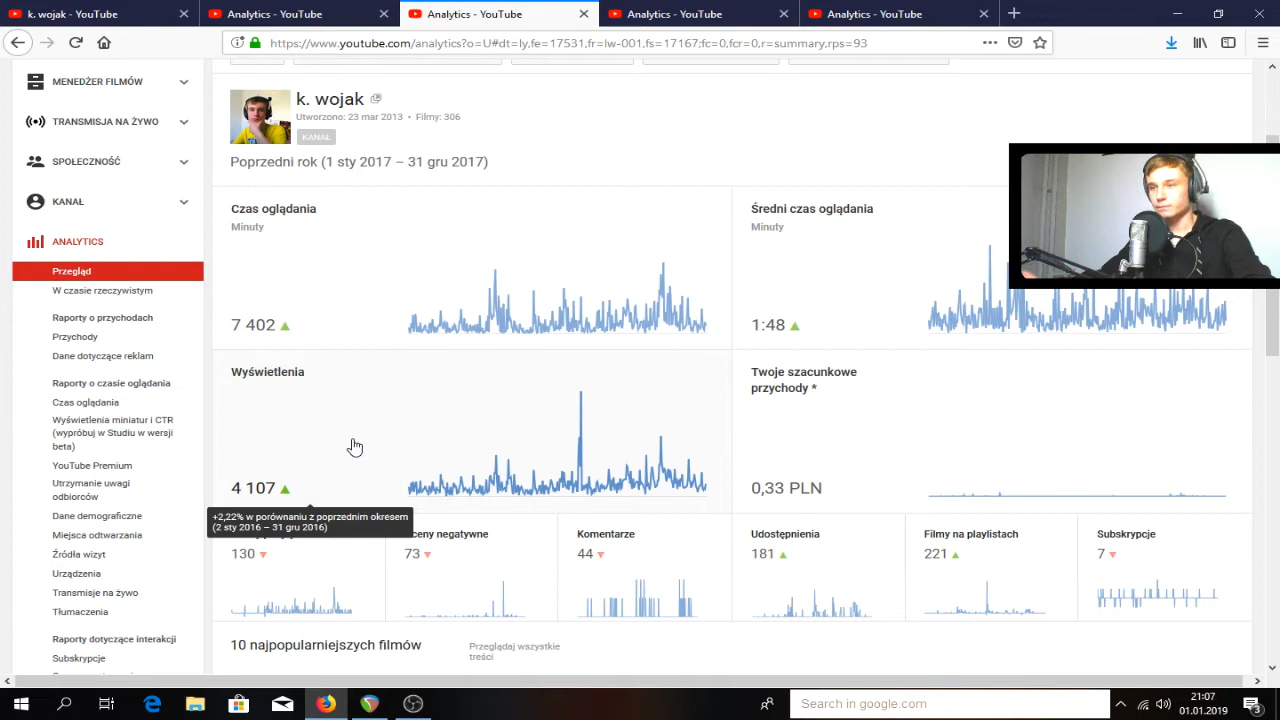 k. wojak - YouTube
Analytics - YouTube
Analytics - YouTube
Analytics - YouTube
Analytics - YouTube
https://www.youtube.com/analytics?o=U#dt=ly,fe=17531,fr=lw-001,fs=17167;fc=0,fcr=0,r=summary,rps=93
MENEDŻER FILMÓW
TRANSMISJA NA ŻYWO
SPOŁECZNOŚĆ
KANAŁ
ANALYTICS
Przegląd
W czasie rzeczywistym
Raporty o przychodach
Przychody
Dane dotyczące reklam
Raporty o czasie oglądania
Czas oglądania
Wyświetlenia miniatur i CTR
(wypróbuj w Studiu w wersji
beta)
YouTube Premium
Utrzymanie uwagi
odbiorców
Dane demograficzne
Miejsca odtwarzania
Źródła wizyt
Urządzenia
Transmisje na żywo
Tłumaczenia
Raporty dotyczące interakcji
Subskrypcje
k. wojak
Utworzono: 23 mar 2013 • Filmy: 306
KANAŁ
Poprzedni rok (1 sty 2017 – 31 gru 2017)
Czas oglądania
Minuty
7 402
Średni czas oglądania
Minuty
1:48
Wyświetlenia
4 107
Twoje szacunkowe
przychody *
0,33 PLN
+2,22% w porównaniu z poprzednim okresem
(2 sty 2016 – 31 gru 2016)
130
ceny negatywne
73
Komentarze
44
Udostępnienia
181
Filmy na playlistach
221
Subskrypcje
7
10 najpopularniejszych filmów
Przeglądaj wszystkie
treści
Search in google.com
21:07
01.01.2019
3